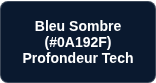 Bleu Sombre
(#0A192F)
Profondeur Tech